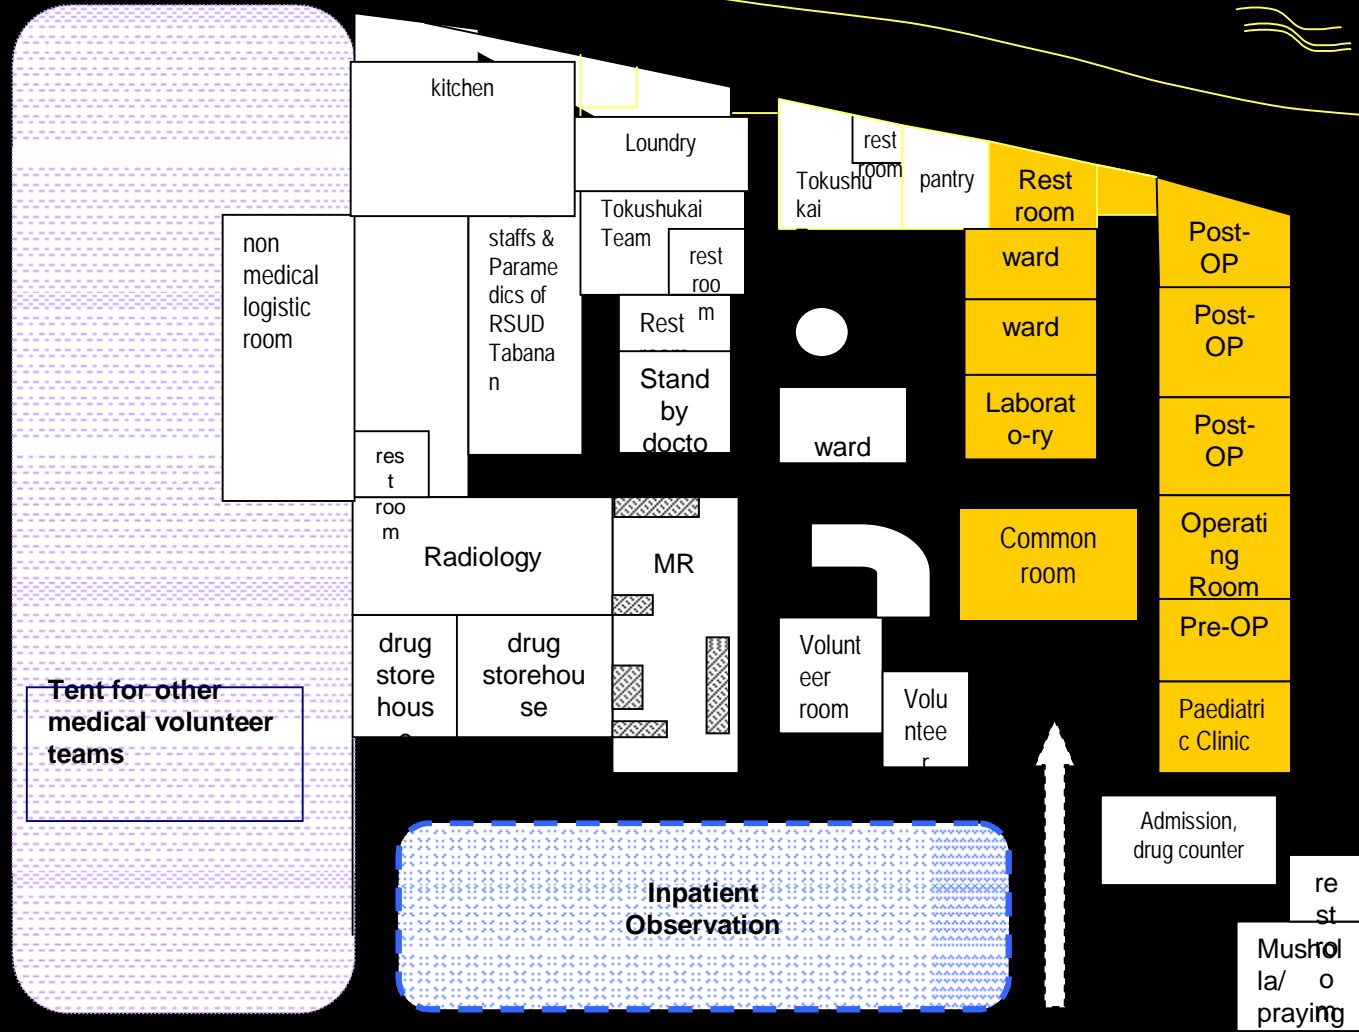 kitchen
Loundry
rest
room
Tokushu
kai
pantry
Rest
room
Post-
OP
non
medical
logistic
room
staffs &
Parame
dics of
RSUD
Tabana
n
Tokushukai
Team
rest
roo
m
Rest
room
Stand
by
docto
ward
ward
ward
Laborat
o-ry
Post-
OP
Post-
OP
res
t
roo
m
Radiology
MR
Common
room
Operati
ng
Room
Pre-OP
Paediatri
c Clinic
drug
store
hous
e
drug
storehou
se
Volunt
eer
room
Volu
ntee
r
Tent for other
medical volunteer
teams
Inpatient
Observation
Admission,
drug counter
re
st
ro
o
m
Mushol
la/
praying